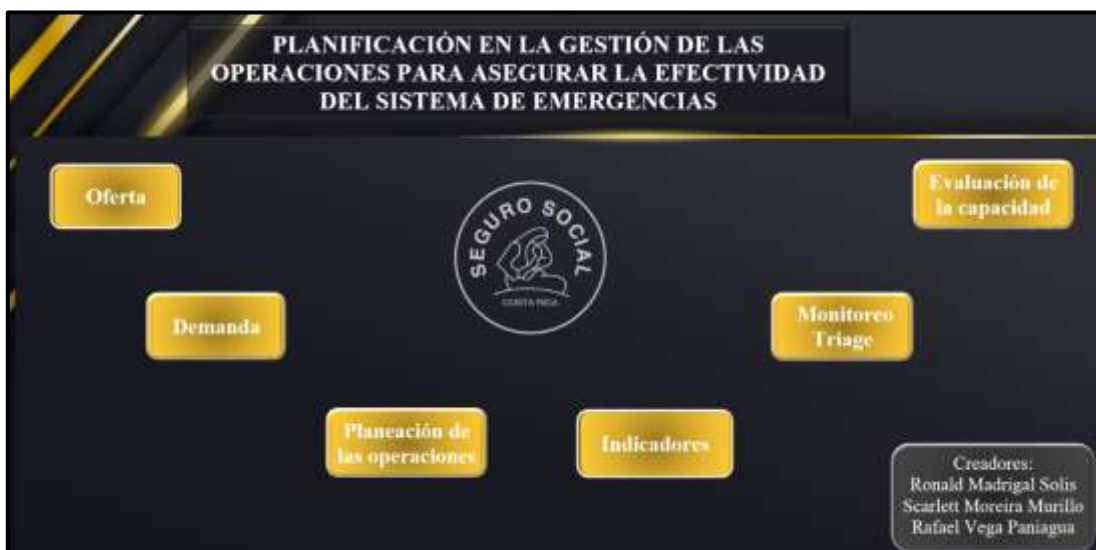 PLANIFICACIÓN EN LA GESTIÓN DE LAS
OPERACIONES PARA ASEGURAR LA EFECTIVIDAD
DEL SISTEMA DE EMERGENCIAS
Oferta
Evaluación de
la capacidad
SEGURO SOCIAL
COSTA RICA
Demanda
Monitoreo
Triage
Planeación de
las operaciones
Indicadores
Creadores:
Ronald Madrigal Solis
Scarlett Moreira Murillo
Rafael Vega Paniagua